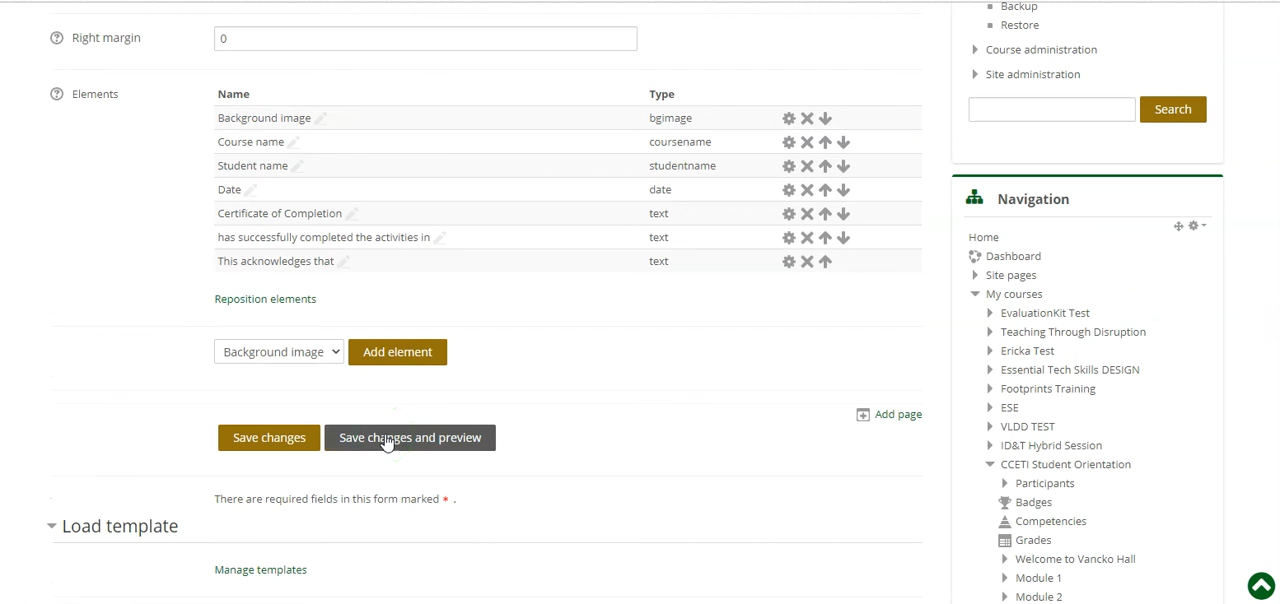 Right margin
0
Elements
Name Type
Background image bgimage
Course name coursename
Student name studentname
Date date
Certificate of Completion text
has successfully completed the activities in text
This acknowledges that text
Reposition elements
Background image Add element
Add page
Save changes Save changes and preview
There are required fields in this form marked * .
Load template
Manage templates
Backup
Restore
Course administration
Site administration
Search
Navigation
Home
Dashboard
Site pages
My courses
EvaluationKit Test
Teaching Through Disruption
Ericka Test
Essential Tech Skills DESIGN
Footprints Training
ESE
VLDD TEST
ID&T Hybrid Session
CCETI Student Orientation
Participants
Badges
Competencies
Grades
Welcome to Vancko Hall
Module 1
Module 2